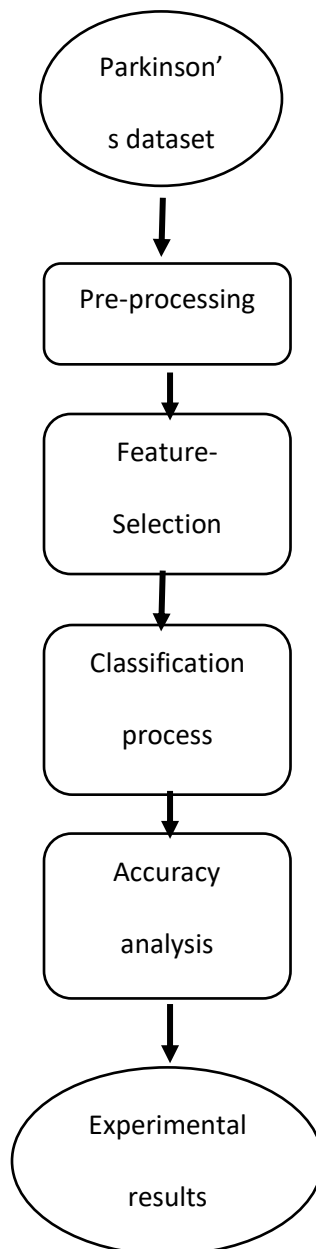 Parkinson’
s dataset
Pre-processing
Feature-
Selection
Classification
process
Accuracy
analysis
Experimental
results